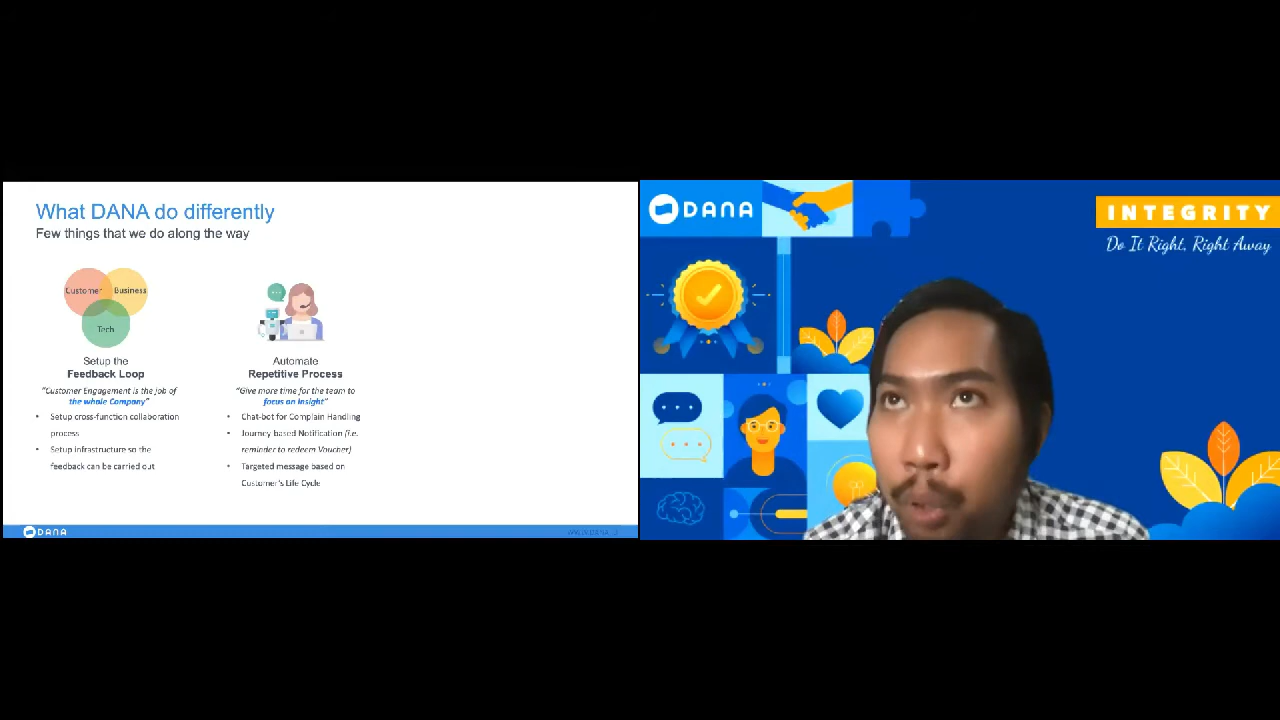 What DANA do differently
Few things that we do along the way
Customer
Business
Tech
Setup the
Feedback Loop
"Customer Engagement is the job of
the whole Company"
• Setup cross-function collaboration
process
• Setup Infrastructure so the
feedback can be carried out
Automate
Repetitive Process
"Give more time for the team to
focus on Insight"
• Chat-bot for Complain Handling
• Journey based Notification (i.e.
reminder to redeem Voucher)
• Targeted message based on
Customer's Life Cycle
DANA
DANA
INTEGRITY
Do It Right, Right Away